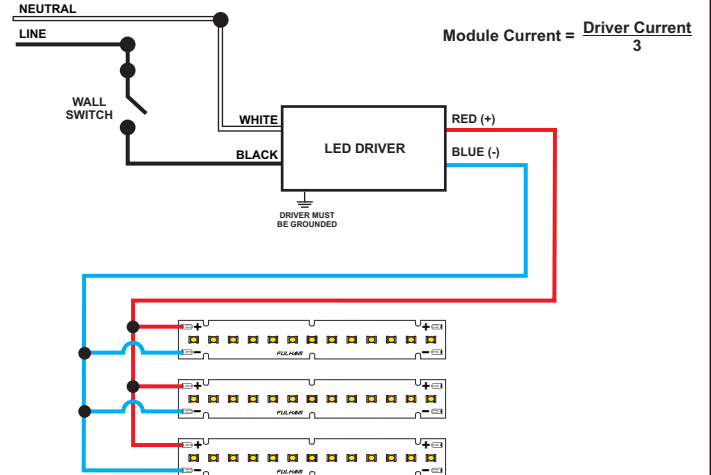 NEUTRAL
LINE
Module Current = Driver Current
3
WALL
SWITCH
WHITE
BLACK
LED DRIVER
RED (+)
BLUE (-)
DRIVER MUST
BE GROUNDED
+ +
- -
FULHAM
+ +
- -
FULHAM
+ +
- -
FULHAM